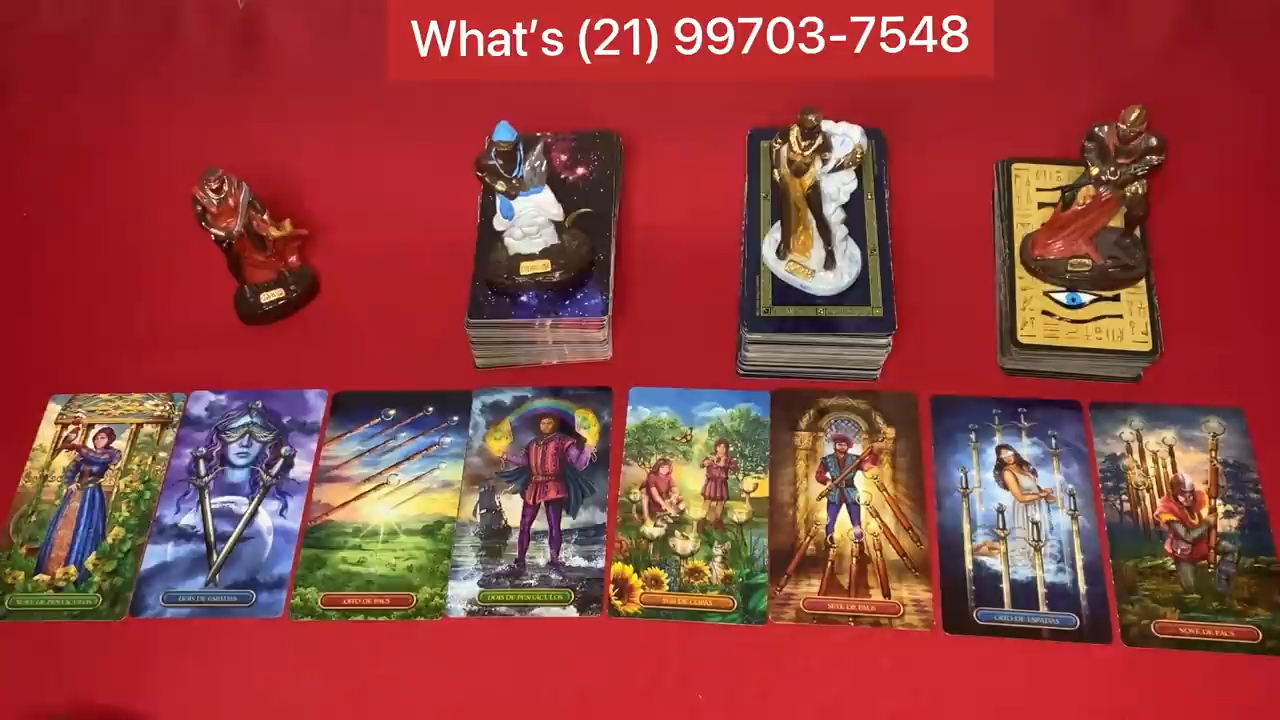 What's (21) 99703-7548
NOVE DE PENTÁCULOS
DOIS DE ESPADAS
OITO DE PAUS
DOIS DE PENTÁCULOS
SEIS DE COPAS
SETE DE PAUS
OITO DE ESPADAS
NOVE DE PAUS